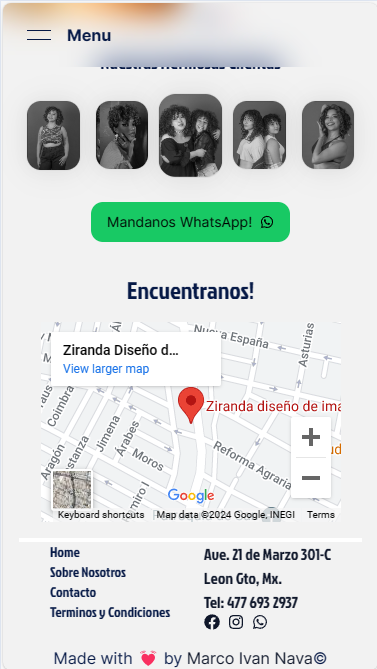 Menu
Nuestras Hermosas Clientas
Mandanos WhatsApp!
Encuentranos!
Nueva España
Asturias
Ziranda Diseño d...
View larger map
Coimbra
Jimena
Árabes
Aragón
Moros
Ziranda diseño de ima
Reforma Agraria
Google
Keyboard shortcuts
Map data ©2024 Google, INEGI
Terms
Home
Sobre Nosotros
Contacto
Terminos y Condiciones
Ave. 21 de Marzo 301-C
Leon Gto, Mx.
Tel: 477 693 2937
Made with 💓 by Marco Ivan Nava©